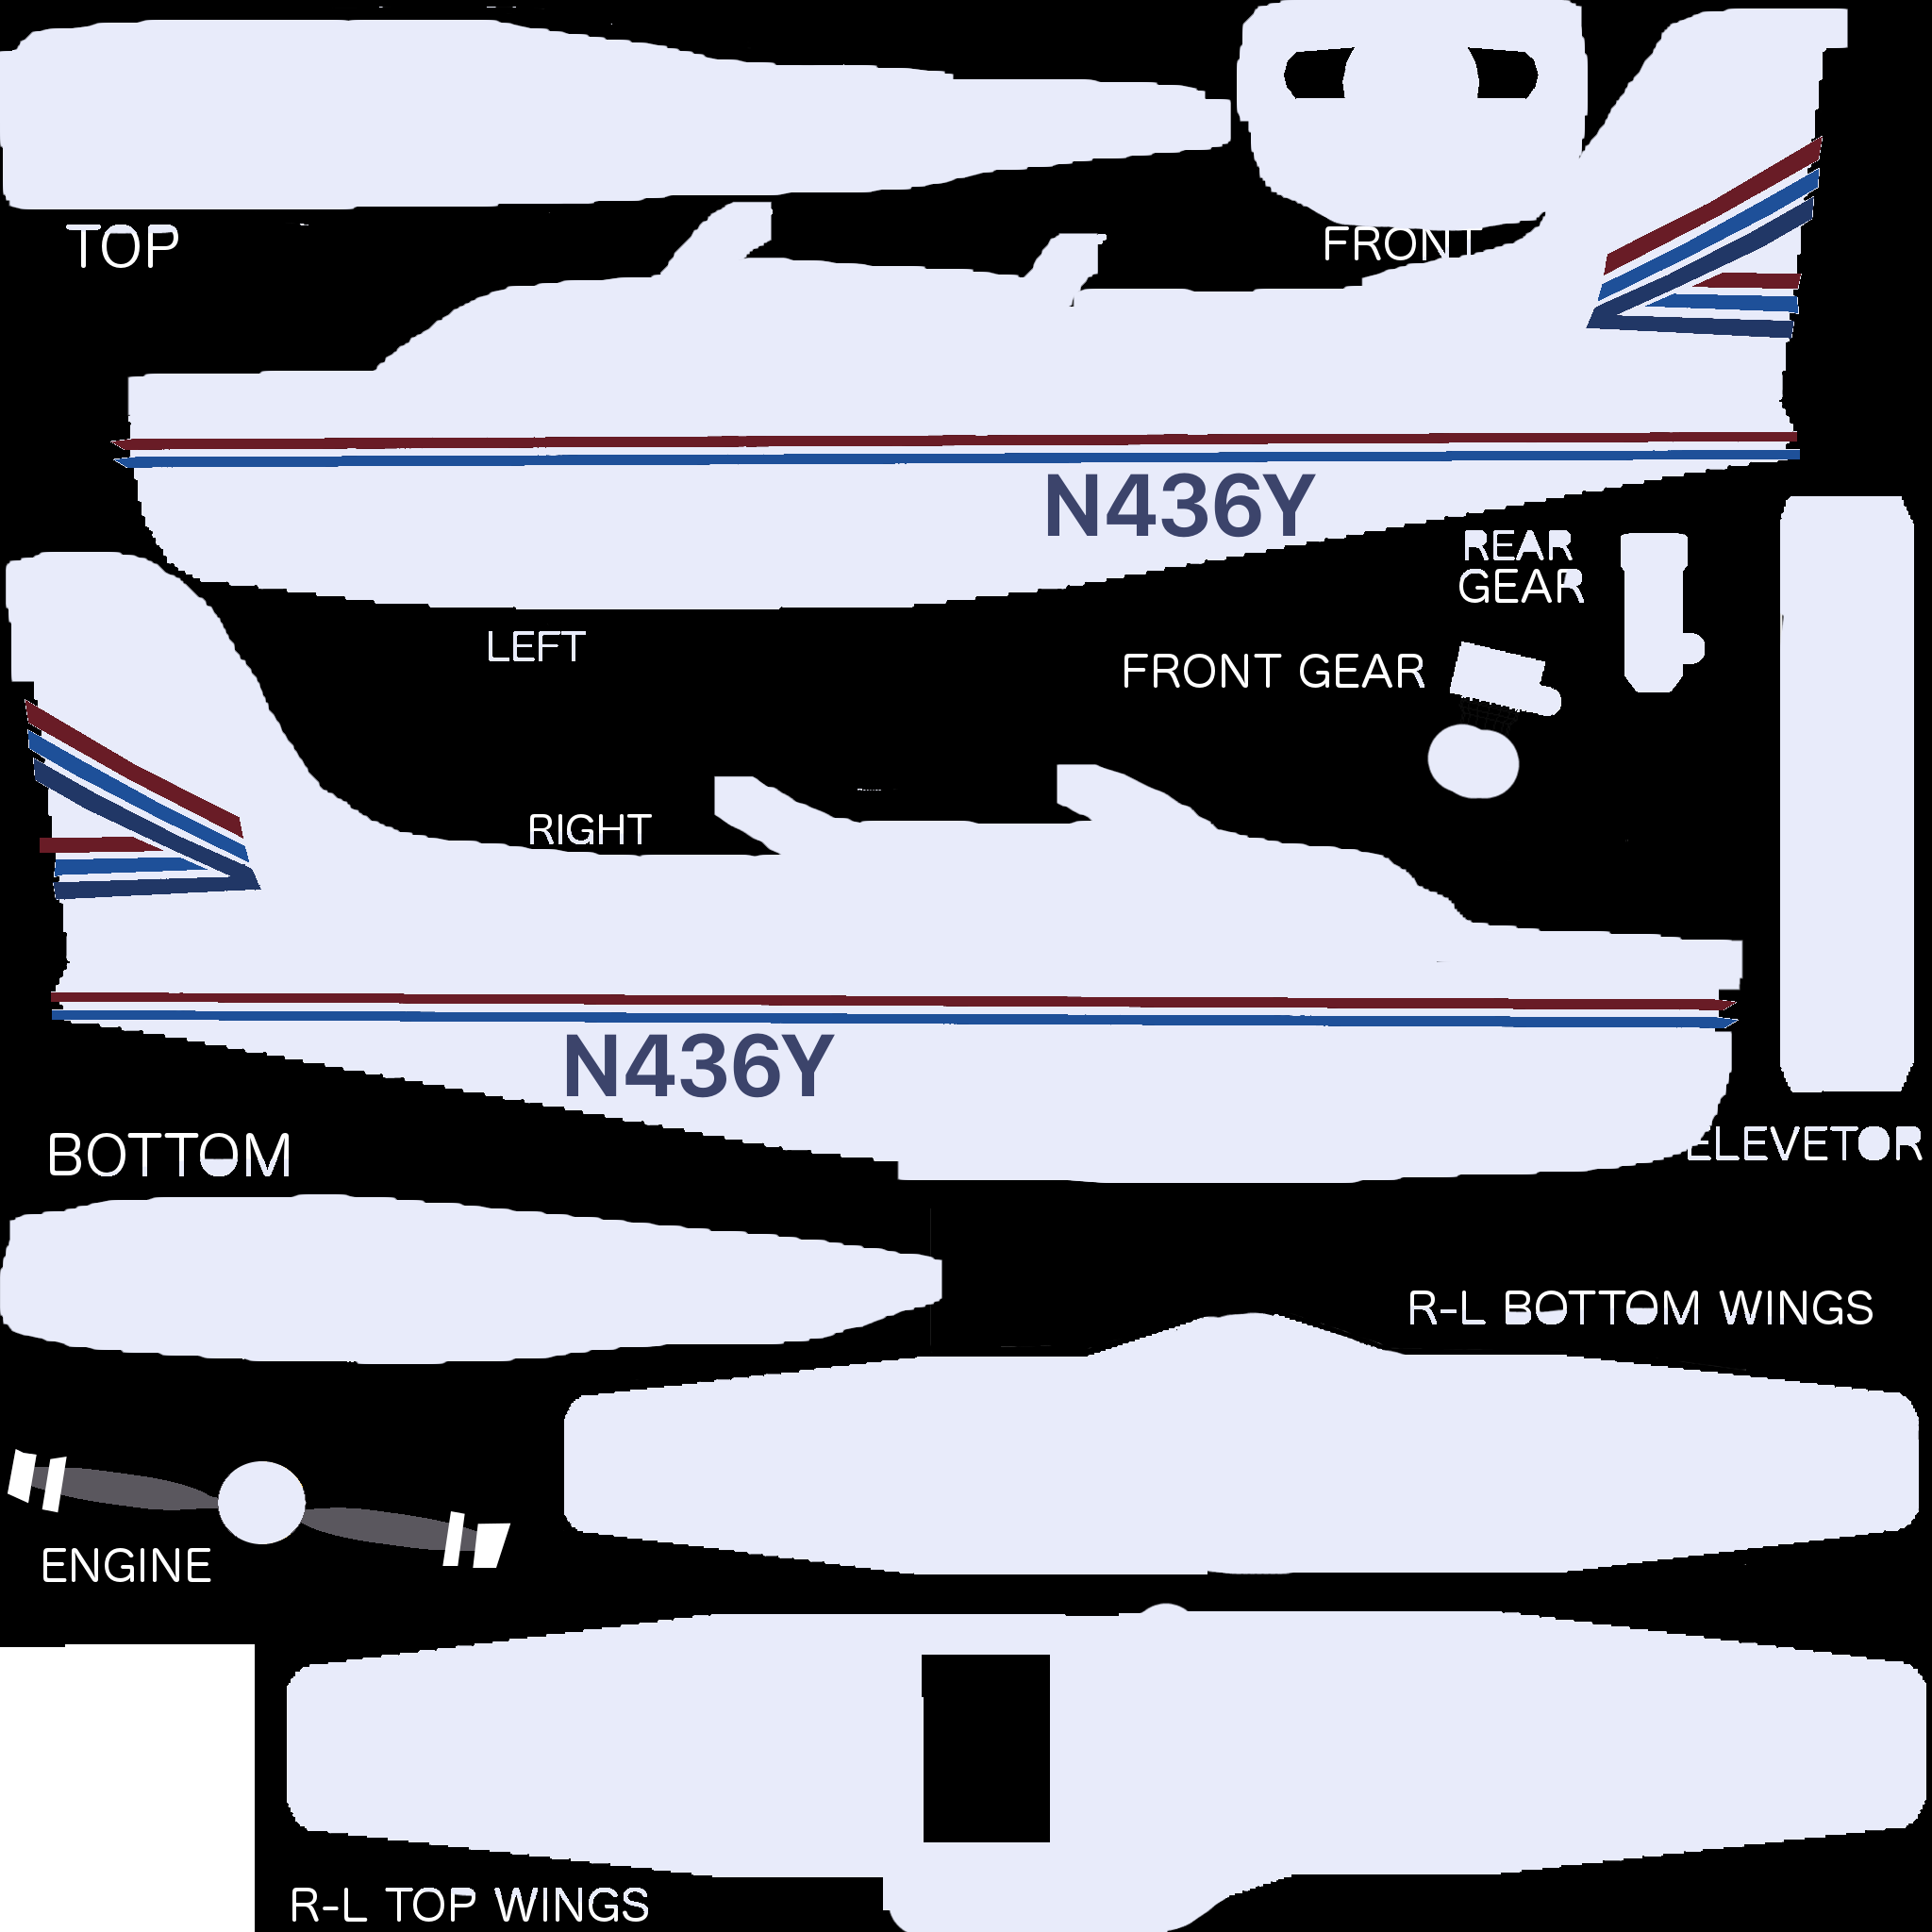 TOP
FRONT
N436Y
REAR
GEAR
LEFT
FRONT GEAR
RIGHT
N436Y
BOTTOM
ELEVETOR
R-L BOTTOM WINGS
ENGINE
R-L TOP WINGS